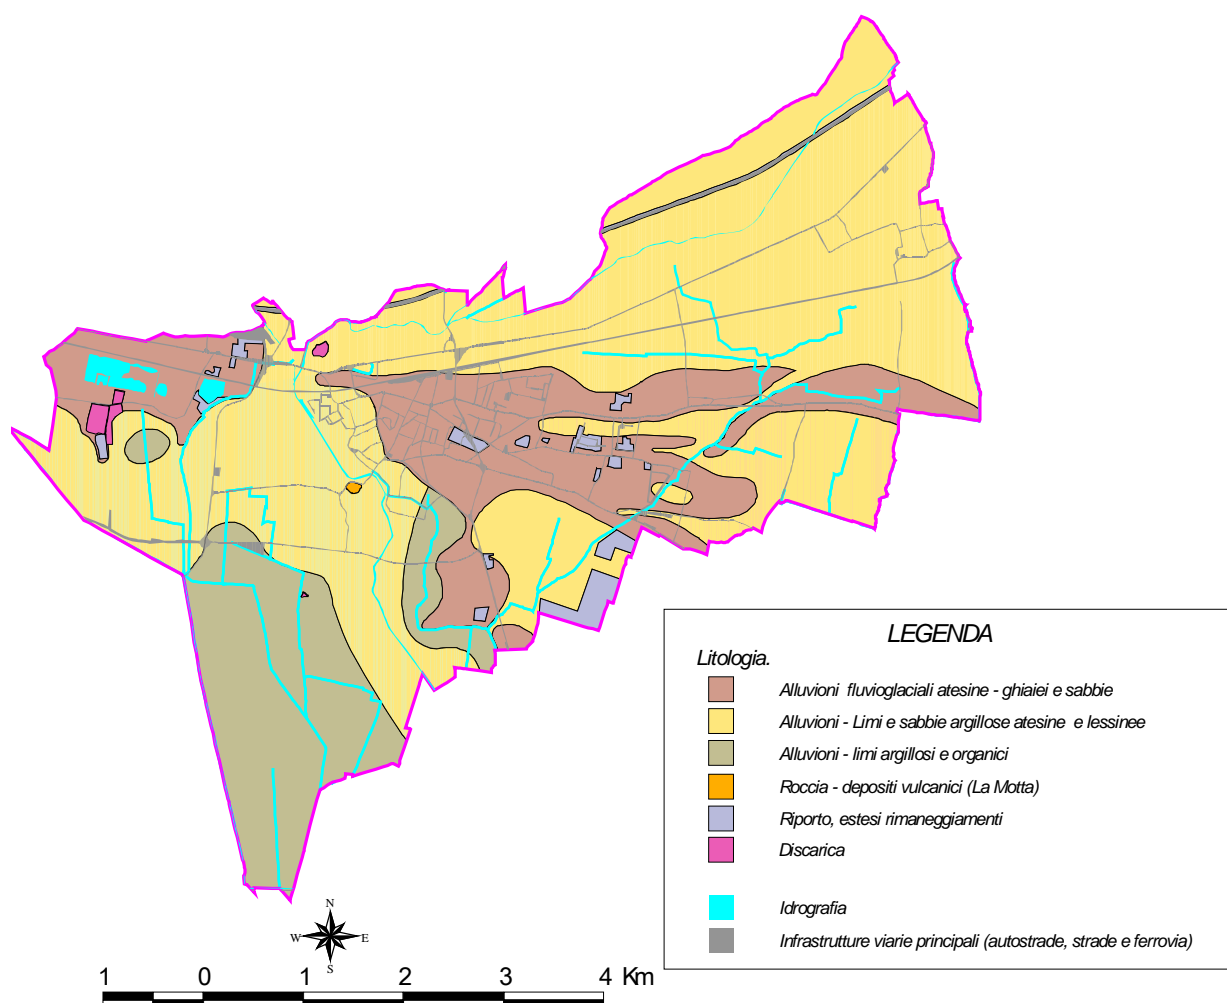 LEGENDA
Litologia.
Alluvioni fluvioglaciali atesine - ghiaiei e sabbie
Alluvioni - Limi e sabbie argillose atesine e lessinee
Alluvioni - limi argillosi e organici
Roccia - depositi vulcanici (La Motta)
Riporto, estesi rimaneggiamenti
Discarica
Idrografia
Infrastrutture viarie principali (autostrade, strade e ferrovia)
N
W E
S
1 0 1 2 3 4 Km